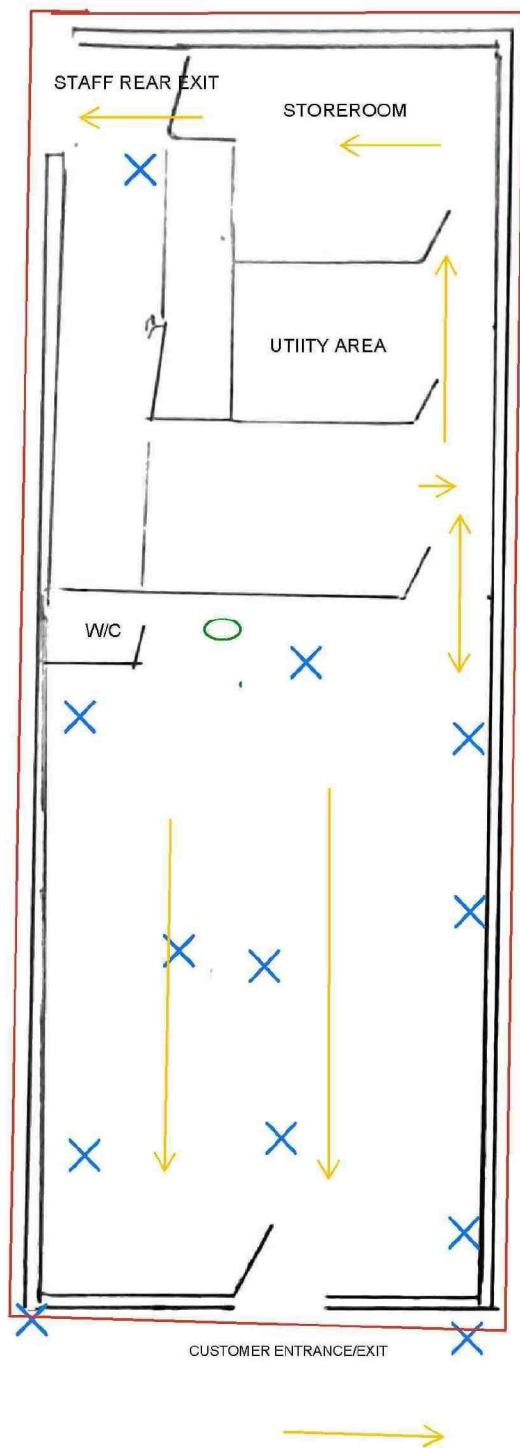 STAFF REAR EXIT
STOREROOM
UTIITY AREA
W/C
CUSTOMER ENTRANCE/EXIT